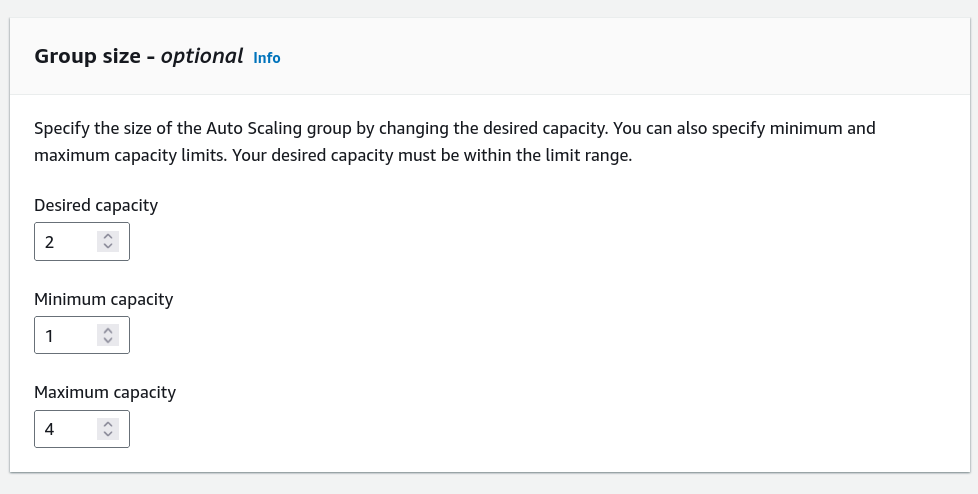 Group size - optional Info
Specify the size of the Auto Scaling group by changing the desired capacity. You can also specify minimum and
maximum capacity limits. Your desired capacity must be within the limit range.
Desired capacity
2
Minimum capacity
1
Maximum capacity
4